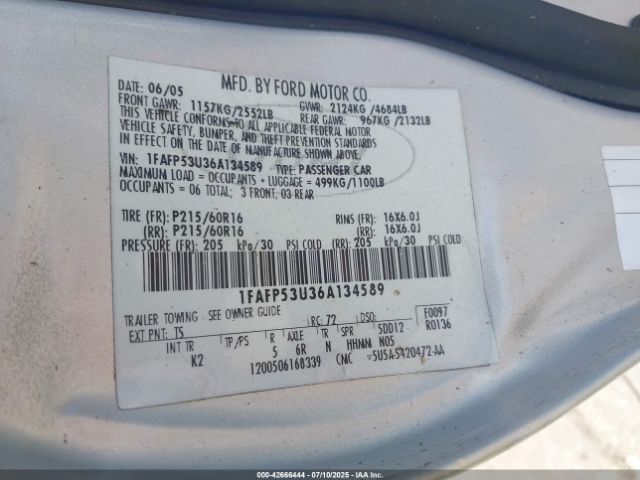 MFD. BY FORD MOTOR CO.
06/05
FRONT GAWR: 1157KG/2552LB GVWR: 2124KG /4684LB
REAR GAWR: 967KG /2132LB
THIS VEHICLE CONFORMS TO ALL APPLICABLE FEDERAL MOTOR
VEHICLE SAFETY, BUMPER, AND THEFT PREVENTION STANDARDS
IN EFFECT ON THE DATE OF MANUFACTURE SHOWN ABOVE.
VIN: 1FAFP53U36A134589 TYPE: PASSENGER CAR
MAXIMUM LOAD = OCCUPANTS + LUGGAGE = 499KG/1100LB
OCCUPANTS = 06 TOTAL; 3 FRONT, 03 REAR
TIRE (FR): P215/60R16 RIMS (FR): 16X6.0J
(RR): P215/60R16 (RR): 16X6.0J
PRESSURE (FR): 205 kPa/30 PSI COLD (RR): 205 kPa/30 PSI COLD
1FAFP53U36A134589
TRAILER TOWING - SEE OWNER GUIDE
EXT PNT: TS RC: 72 DSO: F0097
INT TR TP/PS R AXLE TR SPR 5DD12 R0136
K2 5 6R N HHNN N05
1200506168339 CMC ▽5U5A-5420472-AA
000-42666444 07/10/2025 IAAI.COM